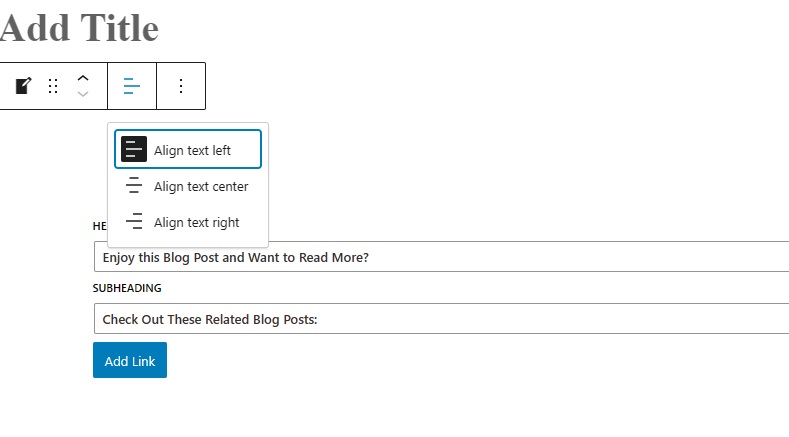 Add Title
Align text left
Align text center
Align text right
HE
Enjoy this Blog Post and Want to Read More?
SUBHEADING
Check Out These Related Blog Posts:
Add Link